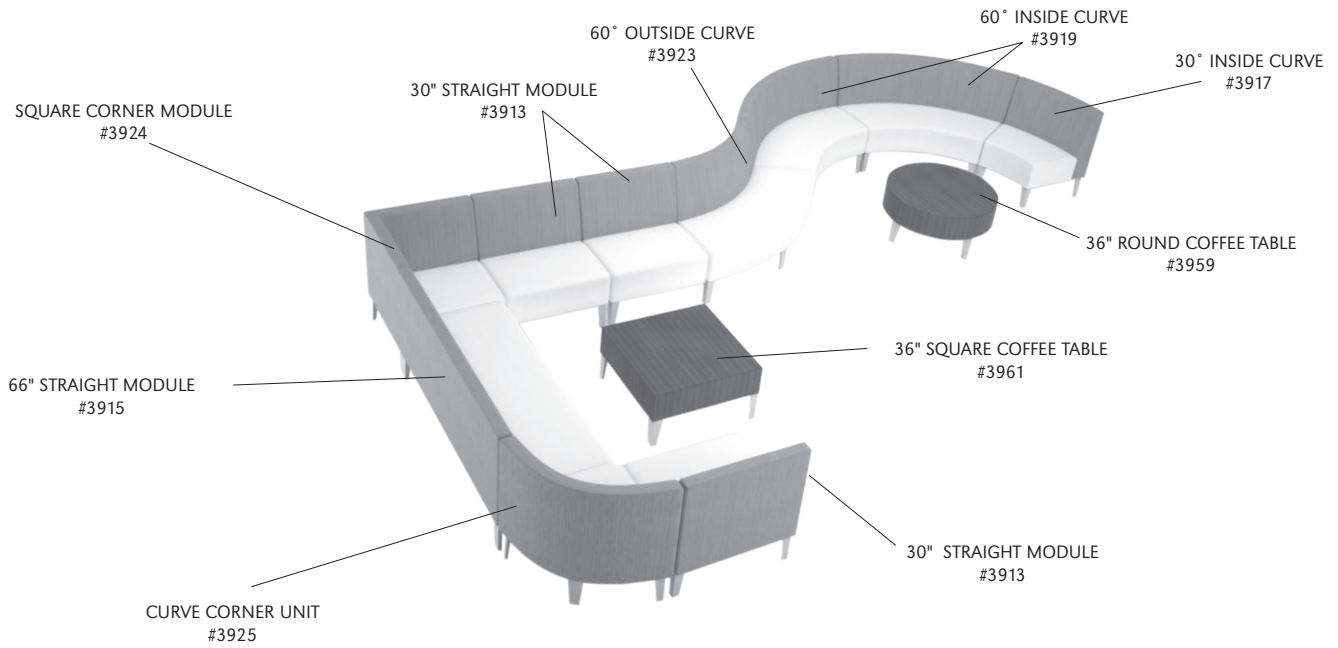 60˚ INSIDE CURVE
#3919
60˚ OUTSIDE CURVE
#3923
30˚ INSIDE CURVE
#3917
30" STRAIGHT MODULE
#3913
SQUARE CORNER MODULE
#3924
36" ROUND COFFEE TABLE
#3959
36" SQUARE COFFEE TABLE
#3961
66" STRAIGHT MODULE
#3915
30" STRAIGHT MODULE
#3913
CURVE CORNER UNIT
#3925